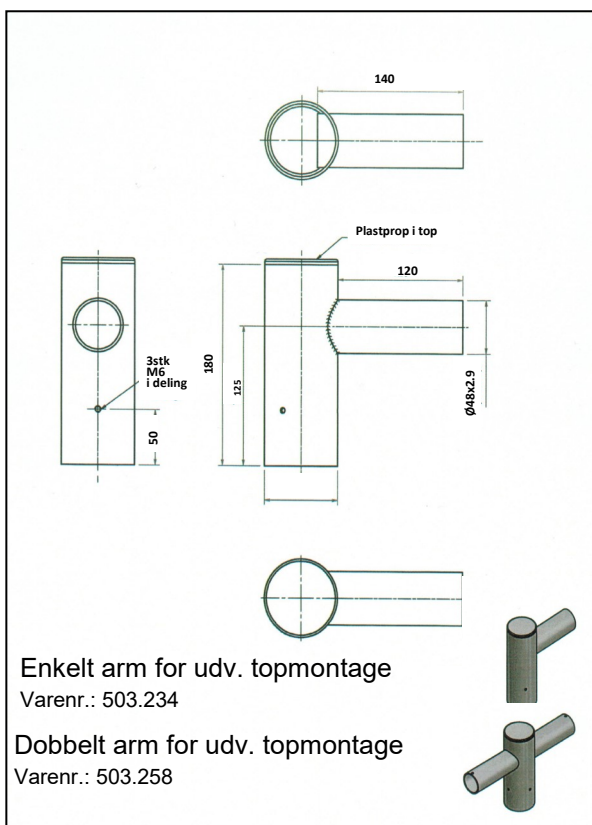 140
Plastprop i top
120
3stk
M6
i deling
50
180
125
Ø48x2.9
Enkelt arm for udv. topmontage
Varenr.: 503.234
Dobbelt arm for udv. topmontage
Varenr.: 503.258